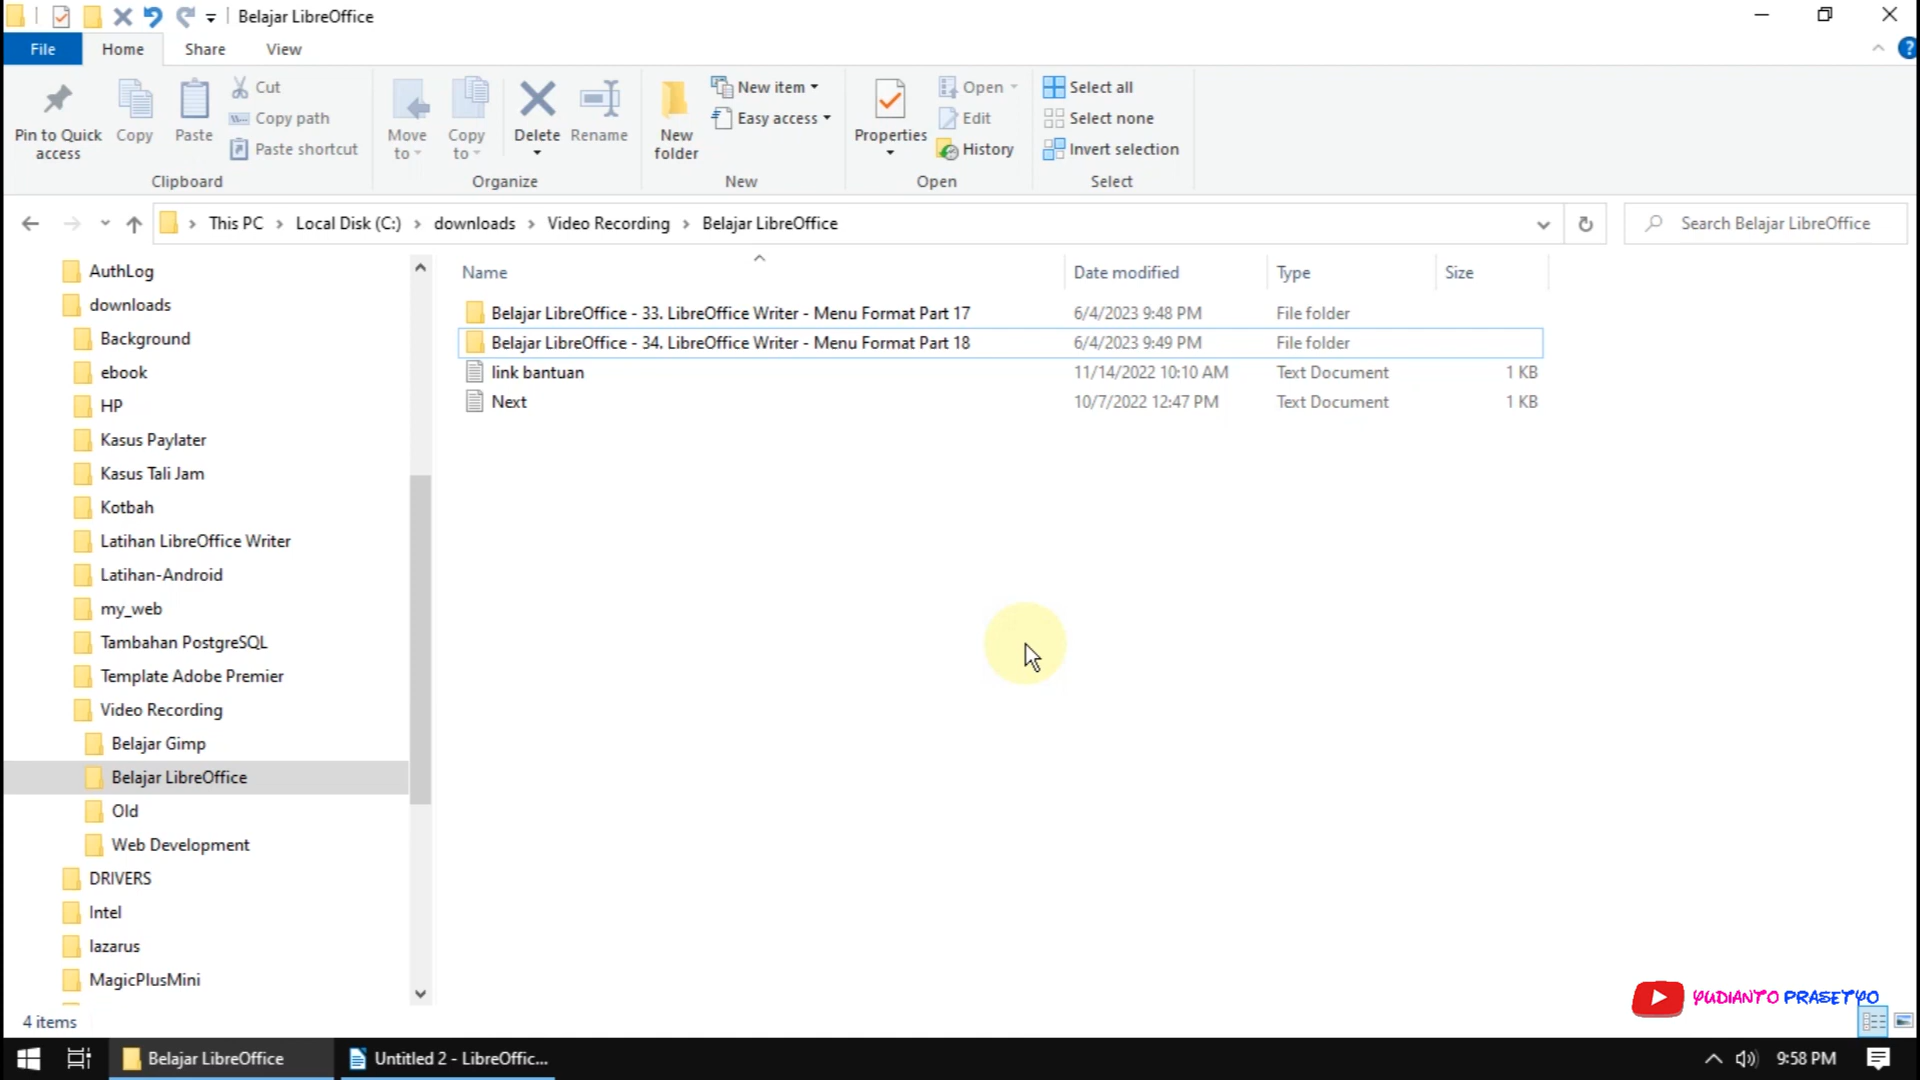 Belajar LibreOffice
File Home Share View
Pin to Quick access
Copy
Paste
Cut
Copy path
Paste shortcut
Clipboard
Move to
Copy to
Delete
Rename
Organize
New folder
New item
Easy access
New
Properties
Open
Edit
History
Open
Select all
Select none
Invert selection
Select
This PC > Local Disk (C:) > downloads > Video Recording > Belajar LibreOffice
Search Belajar LibreOffice
AuthLog
downloads
Background
ebook
HP
Kasus Paylater
Kasus Tali Jam
Kotbah
Latihan LibreOffice Writer
Latihan-Android
my_web
Tambahan PostgreSQL
Template Adobe Premier
Video Recording
Belajar Gimp
Belajar LibreOffice
Old
Web Development
DRIVERS
Intel
lazarus
MagicPlusMini
Name Date modified Type Size
Belajar LibreOffice - 33. LibreOffice Writer - Menu Format Part 17 6/4/2023 9:48 PM File folder
Belajar LibreOffice - 34. LibreOffice Writer - Menu Format Part 18 6/4/2023 9:49 PM File folder
link bantuan 11/14/2022 10:10 AM Text Document 1 KB
Next 10/7/2022 12:47 PM Text Document 1 KB
YUDIANTO PRASETYO
4 items
Belajar LibreOffice
Untitled 2 - LibreOffic...
9:58 PM